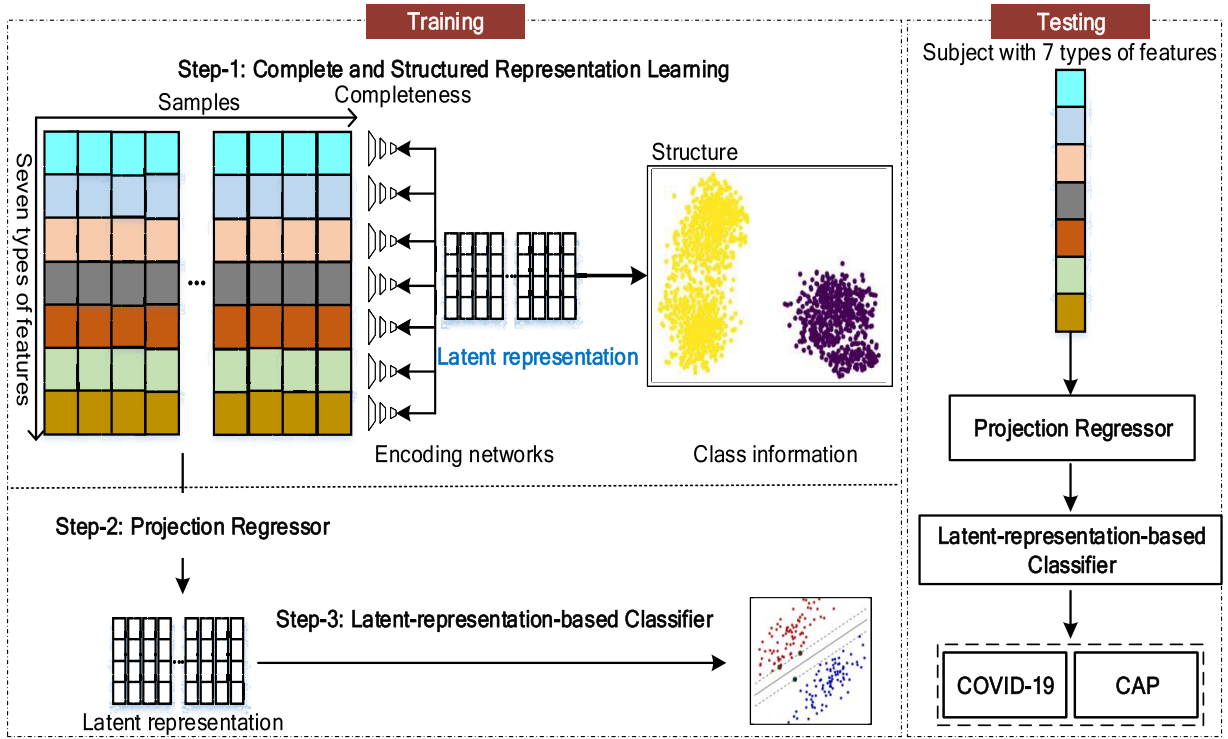 Training
Step-1: Complete and Structured Representation Learning
Samples
Completeness
Seven types of features
...
...
Structure
Latent representation
Encoding networks
Class information
Step-2: Projection Regressor
Step-3: Latent-representation-based Classifier
...
Latent representation
Testing
Subject with 7 types of features
Projection Regressor
Latent-representation-based
Classifier
COVID-19
CAP